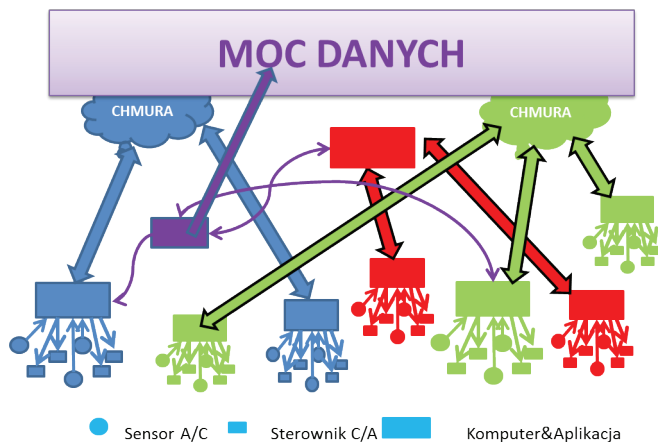 MOC DANYCH
CHMURA
CHMURA
Sensor A/C
Sterownik C/A
Komputer&Aplikacja